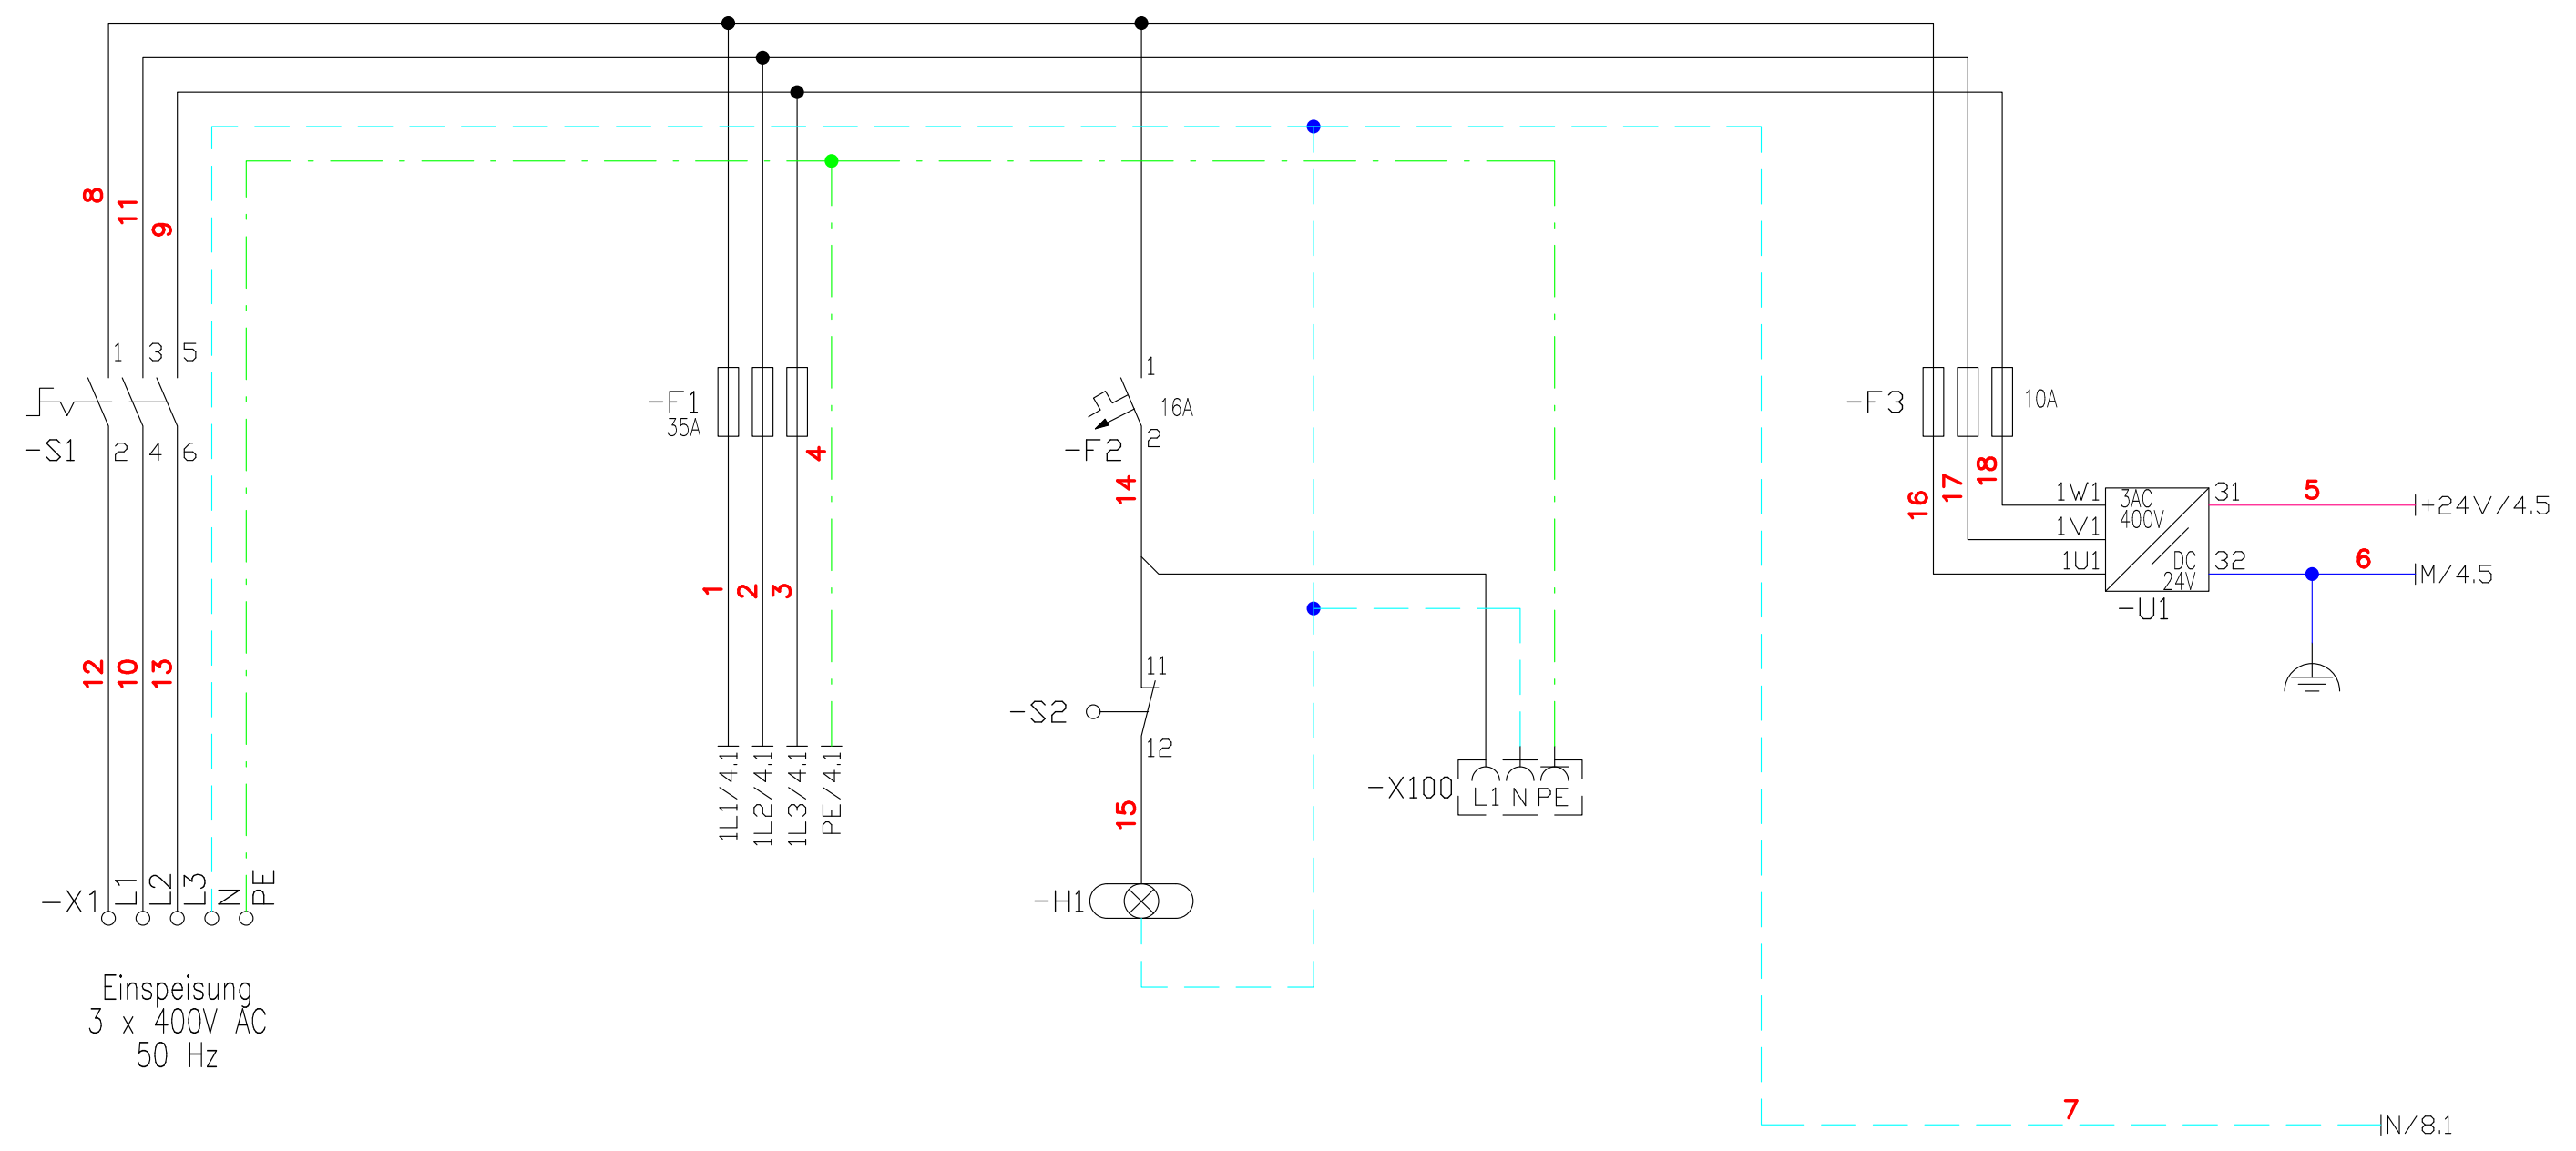 8
11
9
1 3 5
-S1
2 4 6
12
10
13
-X1
L1
L2
L3
N
PE
Einspeisung
3 x 400V AC
50 Hz
-F1
35A
4
1
2
3
1L1/4.1
1L2/4.1
1L3/4.1
PE/4.1
1
16A
-F2
2
14
11
-S2
12
15
-H1
-X100
L1 N PE
-F3
10A
16
17
18
1W1
1V1
1U1
3AC
400V
DC
24V
-U1
31
32
5
+24V/4.5
6
M/4.5
7
N/8.1